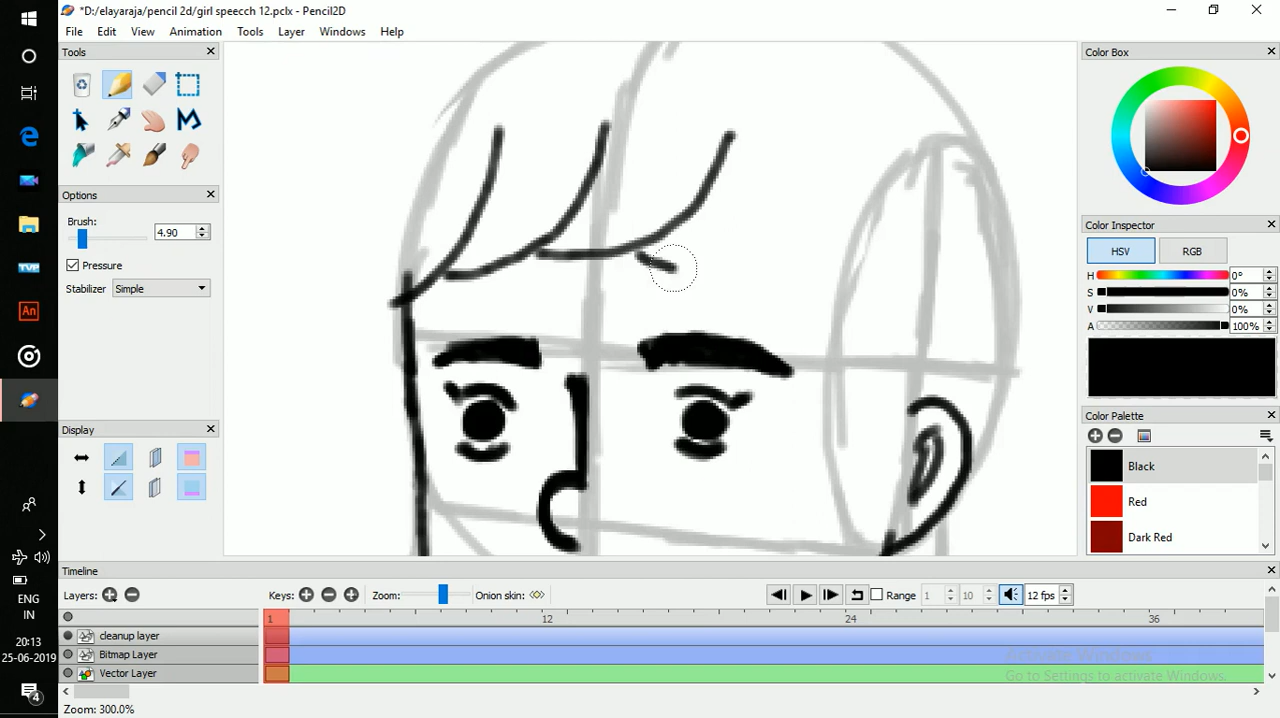 *D:/elayaraja/pencil 2d/girl speecch 12.pclx - Pencil2D
File Edit View Animation Tools Layer Windows Help
Tools
Options
Brush:
4.90
Pressure
Stabilizer Simple
Display
Color Box
Color Inspector
HSV RGB
H 0°
S 0%
V 0%
A 100%
Color Palette
Black
Red
Dark Red
TVP
An
ENG
IN
20:13
25-06-2019
4
Timeline
Layers: Keys: Zoom: Onion skin: Range 1 10 12 fps
1 12 24 36
cleanup layer
Bitmap Layer
Vector Layer
Activate Windows
Go to Settings to activate Windows.
Zoom: 300.0%